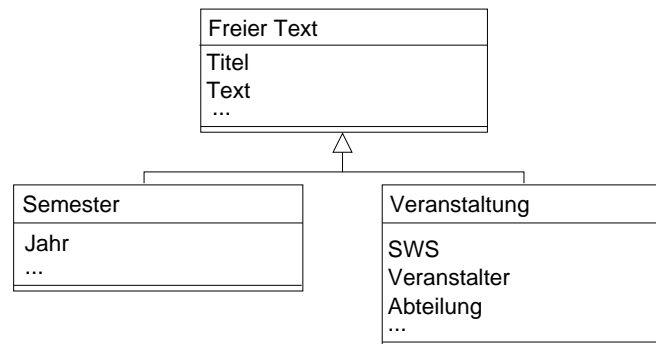 Freier Text
Titel
Text
...
Semester
Jahr
...
Veranstaltung
SWS
Veranstalter
Abteilung
...